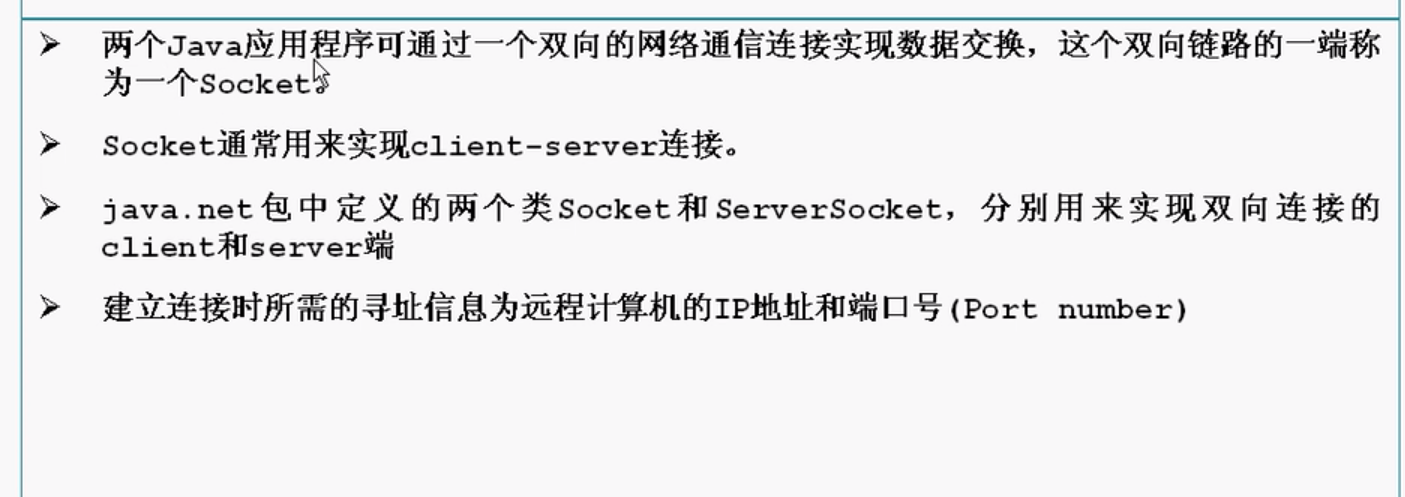 ➢ 两个Java应用程序可通过一个双向的网络通信连接实现数据交换，这个双向链路的一端称
为一个Socket。
➢ Socket通常用来实现client-server连接。
➢ java.net包中定义的两个类Socket和ServerSocket，分别用来实现双向连接的
client和server端
➢ 建立连接时所需的寻址信息为远程计算机的IP地址和端口号(Port number)